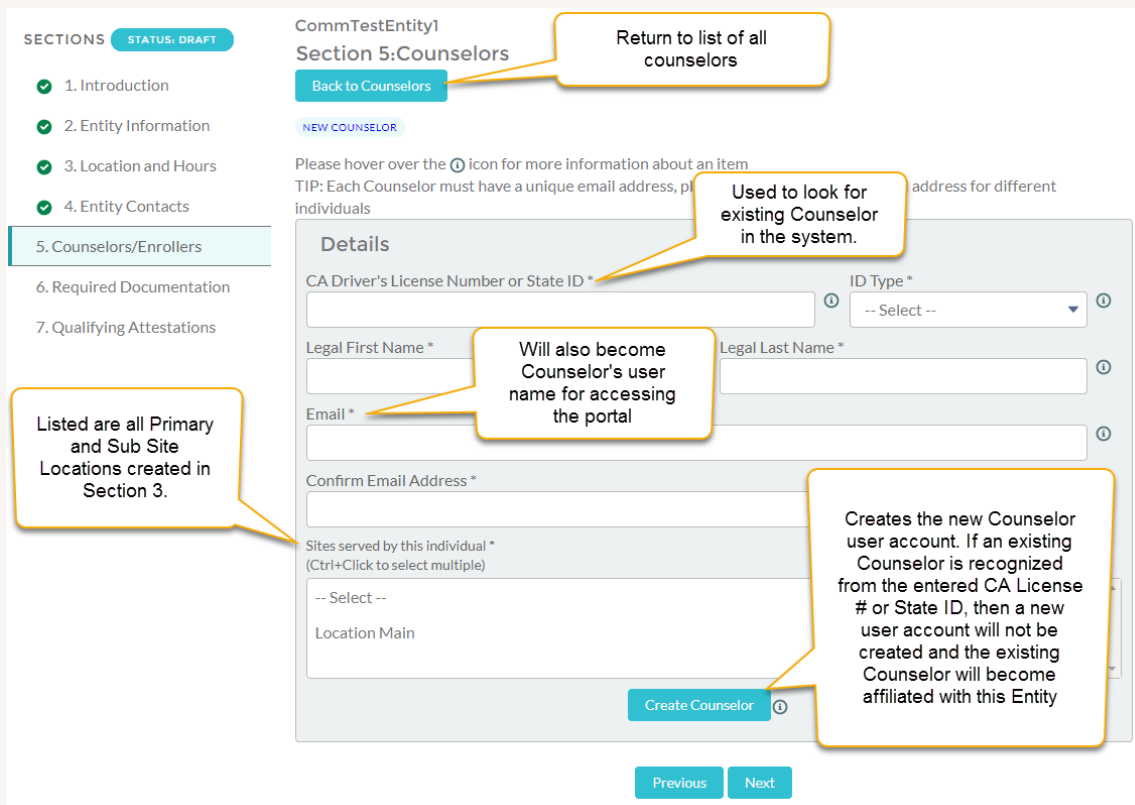 SECTIONS
STATUS: DRAFT
1. Introduction
2. Entity Information
3. Location and Hours
4. Entity Contacts
5. Counselors/Enrollers
6. Required Documentation
7. Qualifying Attestations
CommTestEntity1
Section 5:Counselors
Back to Counselors
Return to list of all
counselors
NEW COUNSELOR
Please hover over the icon for more information about an item
TIP: Each Counselor must have a unique email address, address for different
individuals
Used to look for
existing Counselor
in the system.
Details
CA Driver's License Number or State ID *
ID Type *
-- Select --
Legal First Name *
Legal Last Name *
Will also become
Counselor's user
name for accessing
the portal
Email *
Listed are all Primary
and Sub Site
Locations created in
Section 3.
Confirm Email Address *
Sites served by this individual *
(Ctrl+Click to select multiple)
-- Select --
Location Main
Creates the new Counselor
user account. If an existing
Counselor is recognized
from the entered CA License
# or State ID, then a new
user account will not be
created and the existing
Counselor will become
affiliated with this Entity
Create Counselor
Previous
Next